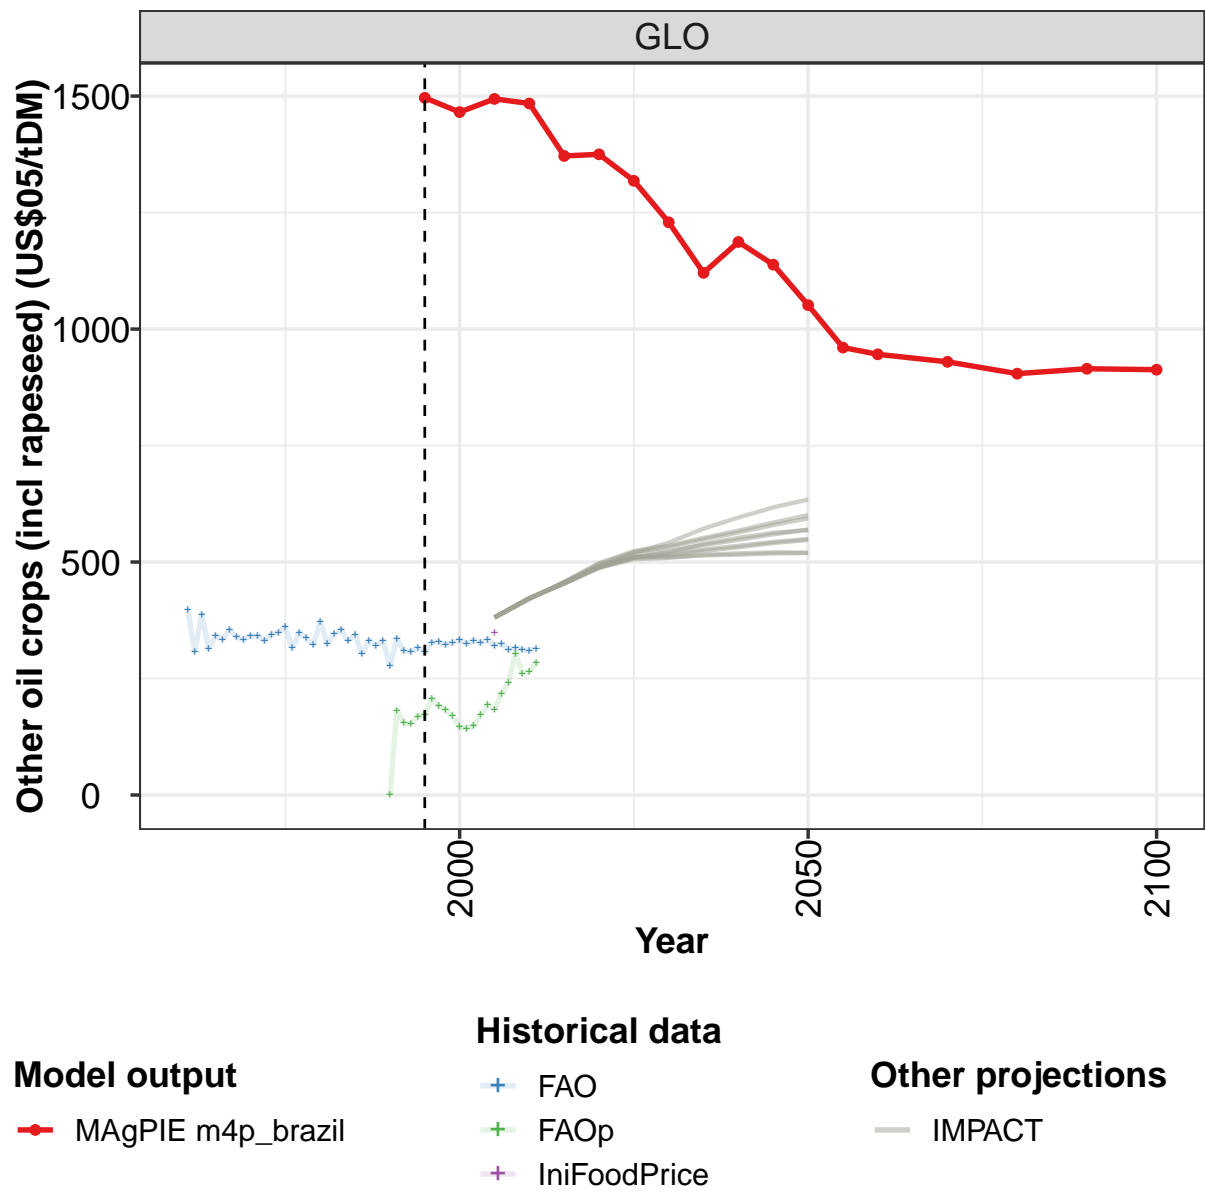 GLO
Other oil crops (incl rapeseed) (US$05/tDM)
1500
1000
500
0
2000
2050
2100
Year
Model output
MAgPIE m4p_brazil
Historical data
FAO
FAOp
IniFoodPrice
Other projections
IMPACT